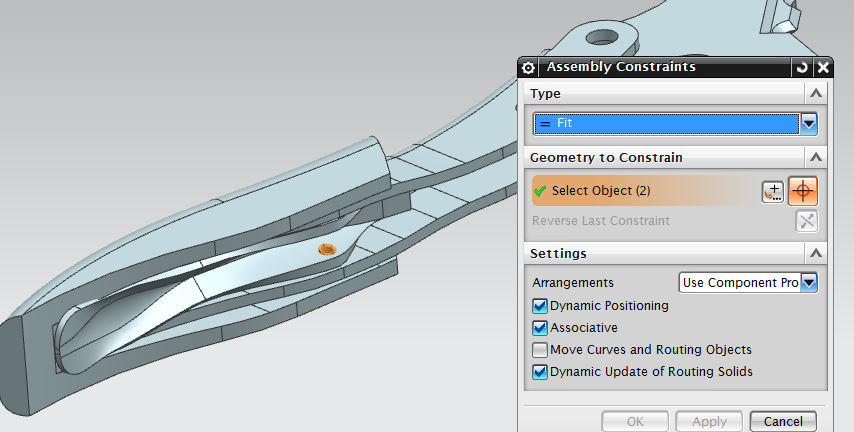 Assembly Constraints
Type
= Fit
Geometry to Constrain
Select Object (2)
Reverse Last Constraint
Settings
Arrangements Use Component Pro
Dynamic Positioning
Associative
Move Curves and Routing Objects
Dynamic Update of Routing Solids
OK Apply Cancel